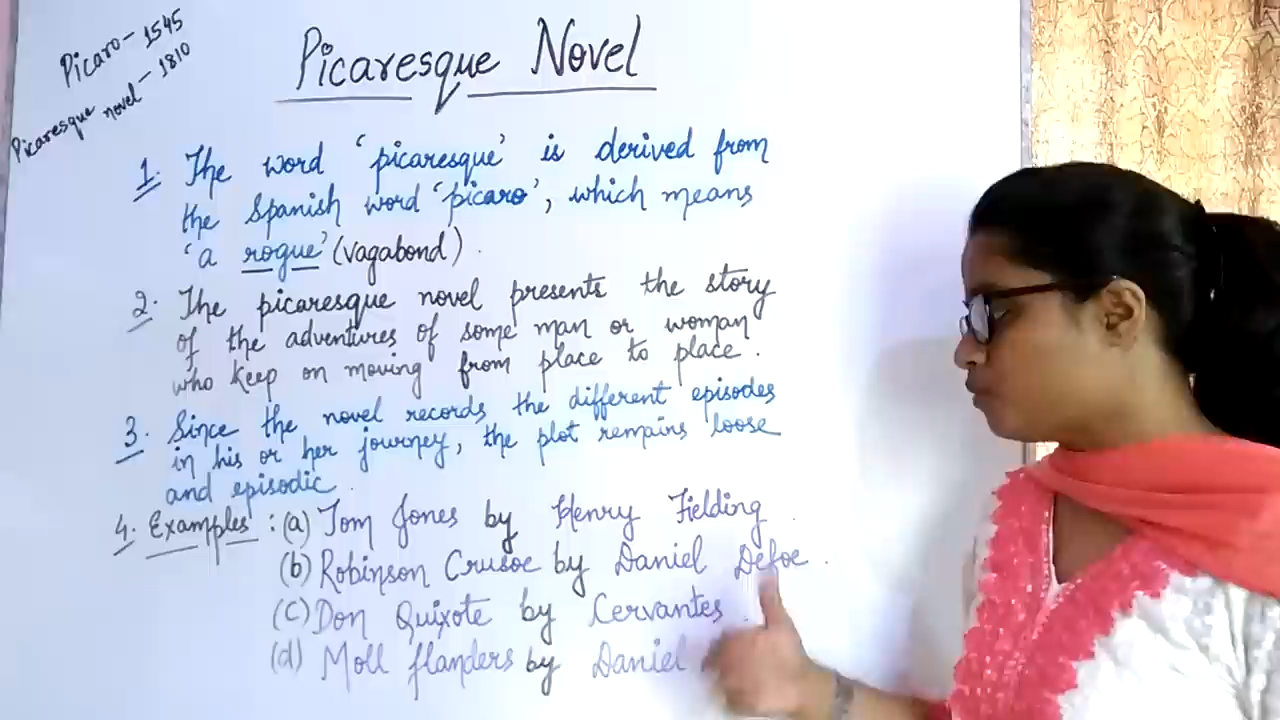 Picaro - 1545
Picaresque novel - 1810
Picaresque Novel
1. The word 'picaresque' is derived from
the Spanish word 'picaro', which means
'a rogue' (vagabond).
2. The picaresque novel presents the story
of the adventures of some man or woman
who keep on moving from place to place.
3. Since the novel records the different episodes
in his or her journey, the plot remains loose
and episodic.
4. Examples: (a) Tom Jones by Henry Fielding
(b) Robinson Crusoe by Daniel Defoe.
(c) Don Quixote by Cervantes.
(d) Moll flanders by Daniel